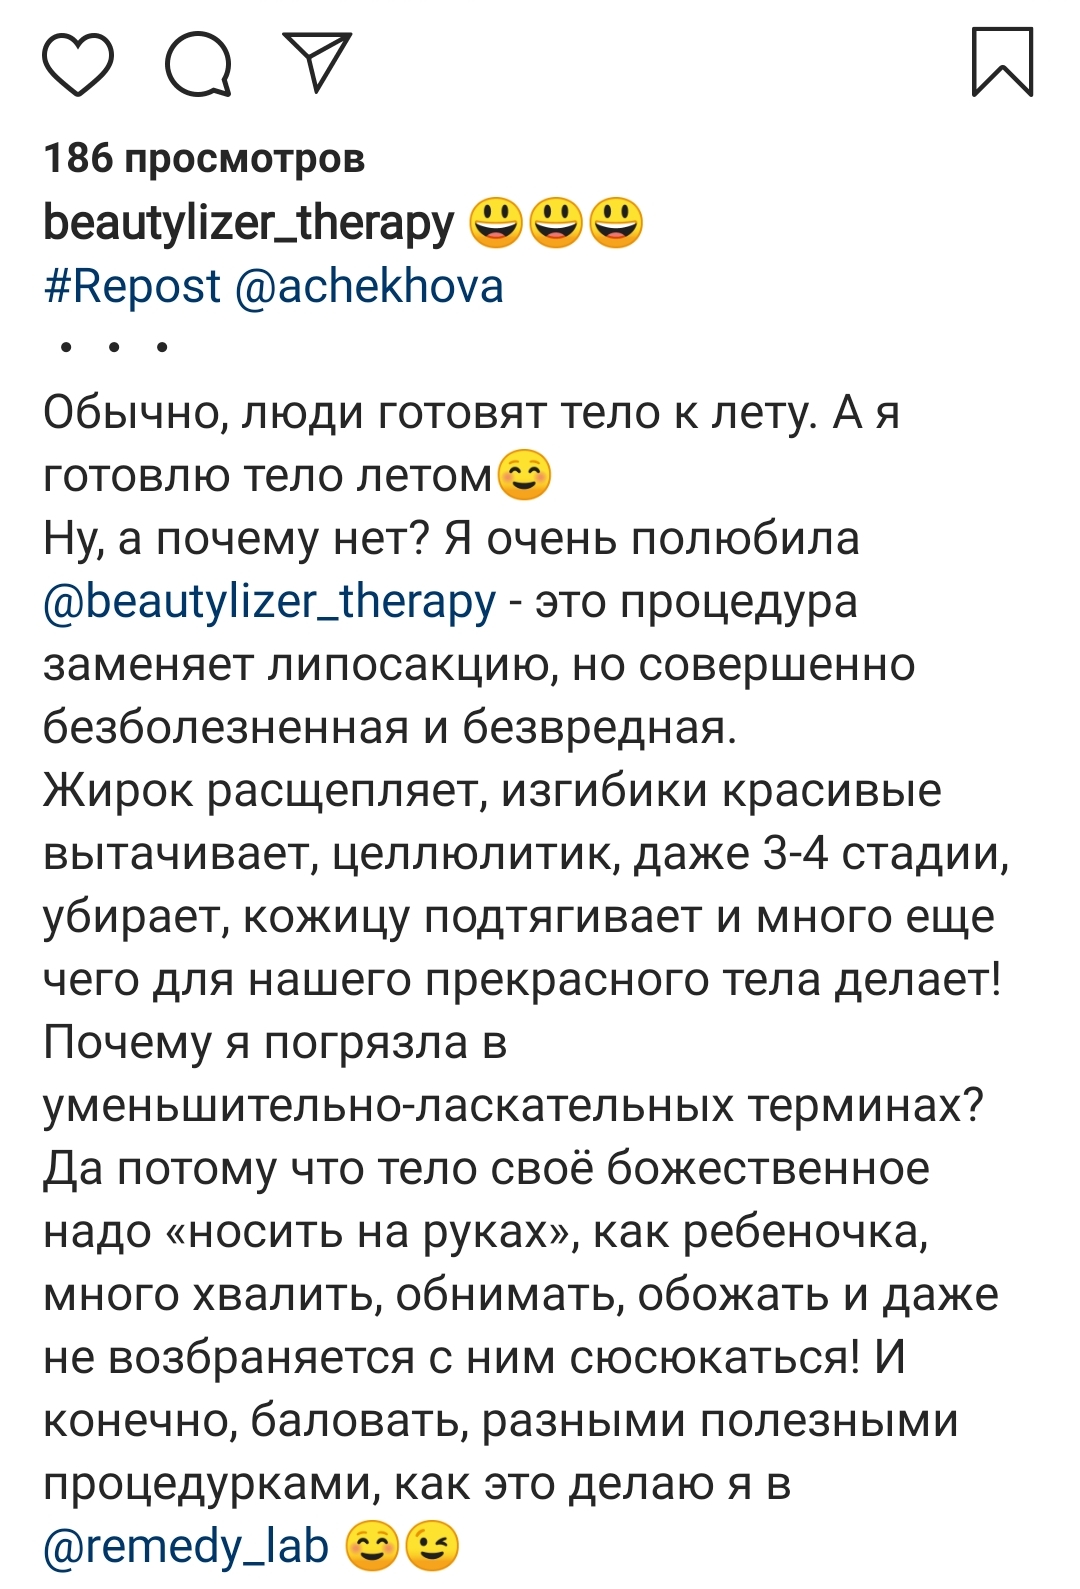 186 просмотров
beautylizer_therapy 😃😃😃
#Repost @achekhova
• • •
Обычно, люди готовят тело к лету. А я
готовлю тело летом☺️
Ну, а почему нет? Я очень полюбила
@beautylizer_therapy - это процедура
заменяет липосакцию, но совершенно
безболезненная и безвредная.
Жирок расщепляет, изгибики красивые
вытачивает, целлюлитик, даже 3-4 стадии,
убирает, кожицу подтягивает и много еще
чего для нашего прекрасного тела делает!
Почему я погрязла в
уменьшительно-ласкательных терминах?
Да потому что тело своё божественное
надо «носить на руках», как ребеночка,
много хвалить, обнимать, обожать и даже
не возбраняется с ним сюсюкаться! И
конечно, баловать, разными полезными
процедурками, как это делаю я в
@remedy_lab ☺️😉